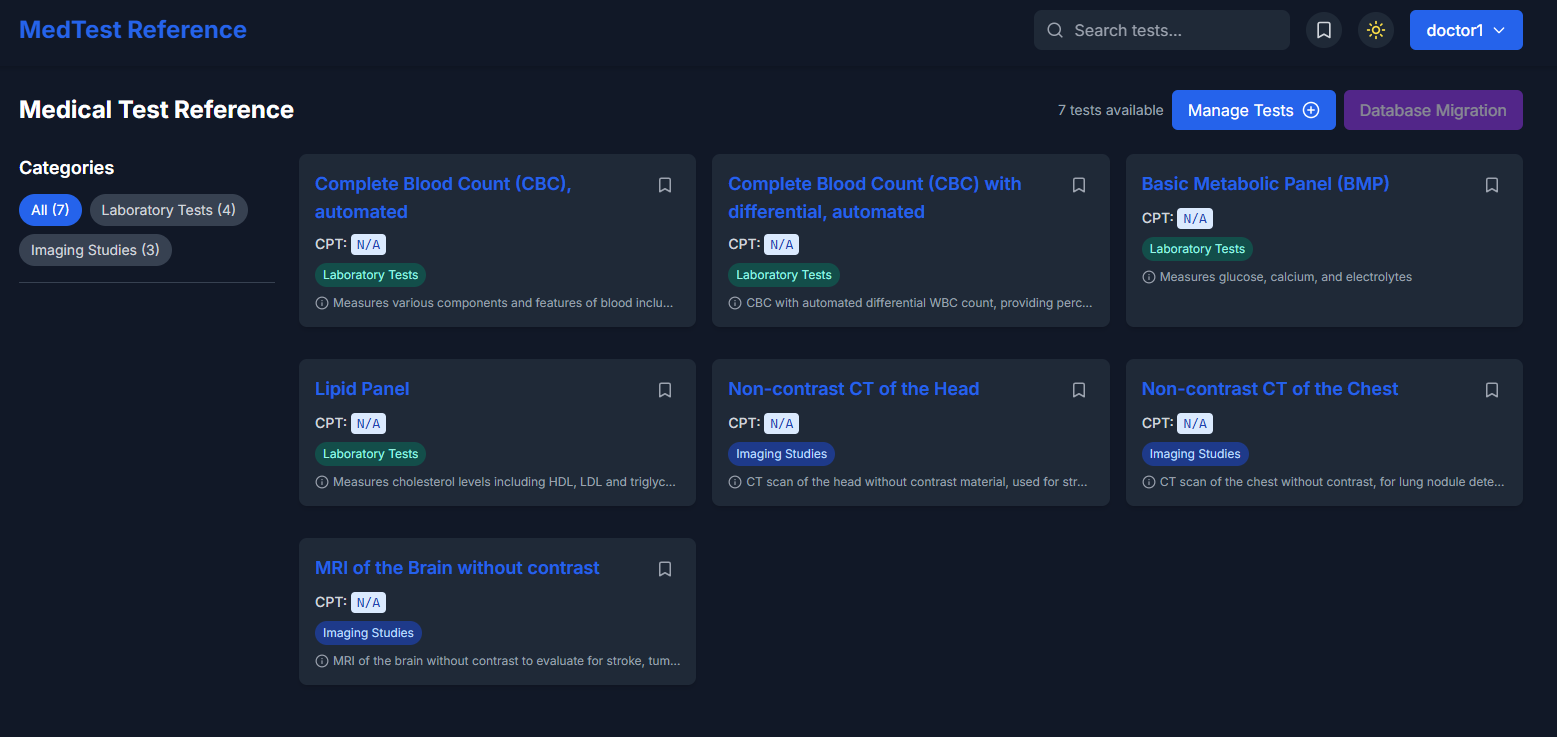 MedTest Reference
Search tests...
doctor1
Medical Test Reference
7 tests available
Manage Tests
Database Migration
Categories
All (7)
Laboratory Tests (4)
Imaging Studies (3)
Complete Blood Count (CBC),
automated
CPT: N/A
Laboratory Tests
Measures various components and features of blood inclu...
Complete Blood Count (CBC) with
differential, automated
CPT: N/A
Laboratory Tests
CBC with automated differential WBC count, providing perc...
Basic Metabolic Panel (BMP)
CPT: N/A
Laboratory Tests
Measures glucose, calcium, and electrolytes
Lipid Panel
CPT: N/A
Laboratory Tests
Measures cholesterol levels including HDL, LDL and triglyc...
Non-contrast CT of the Head
CPT: N/A
Imaging Studies
CT scan of the head without contrast material, used for str...
Non-contrast CT of the Chest
CPT: N/A
Imaging Studies
CT scan of the chest without contrast, for lung nodule dete...
MRI of the Brain without contrast
CPT: N/A
Imaging Studies
MRI of the brain without contrast to evaluate for stroke, tum...